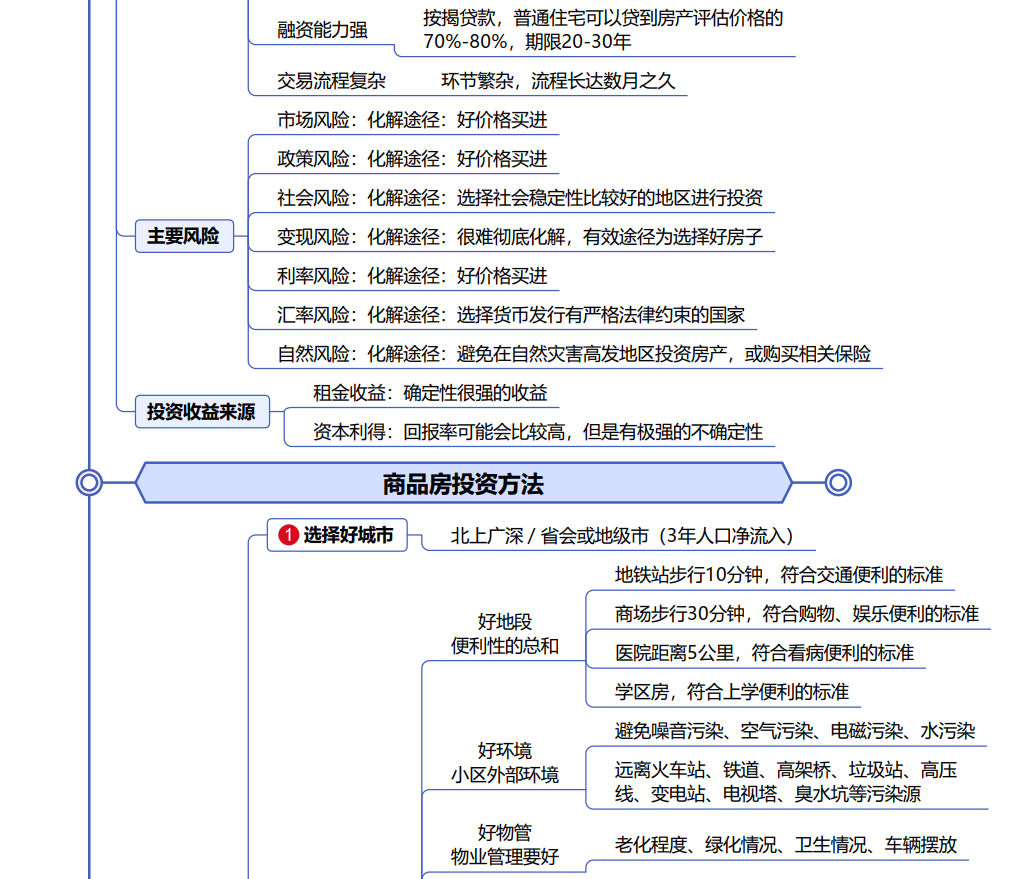 融资能力强
按揭贷款，普通住宅可以贷到房产评估价格的
70%-80%，期限20-30年
交易流程复杂
环节繁杂，流程长达数月之久
主要风险
市场风险：化解途径：好价格买进
政策风险：化解途径：好价格买进
社会风险：化解途径：选择社会稳定性比较好的地区进行投资
变现风险：化解途径：很难彻底化解，有效途径为选择好房子
利率风险：化解途径：好价格买进
汇率风险：化解途径：选择货币发行有严格法律约束的国家
自然风险：化解途径：避免在自然灾害高发地区投资房产，或购买相关保险
投资收益来源
租金收益：确定性很强的收益
资本利得：回报率可能会比较高，但是有极强的不确定性
商品房投资方法
1 选择好城市
北上广深 / 省会或地级市（3年人口净流入）
好地段
便利性的总和
地铁站步行10分钟，符合交通便利的标准
商场步行30分钟，符合购物、娱乐便利的标准
医院距离5公里，符合看病便利的标准
学区房，符合上学便利的标准
好环境
小区外部环境
避免噪音污染、空气污染、电磁污染、水污染
远离火车站、铁道、高架桥、垃圾站、高压
线、变电站、电视塔、臭水坑等污染源
好物管
物业管理要好
老化程度、绿化情况、卫生情况、车辆摆放